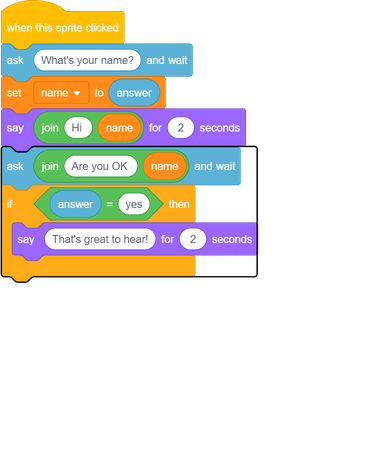 when this sprite clicked
ask What's your name? and wait
set name to answer
say join Hi name for 2 seconds
ask join Are you OK name and wait
if answer = yes then
say That's great to hear! for 2 seconds